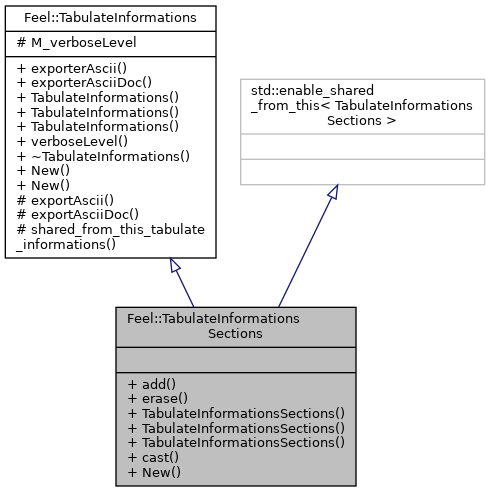 Feel::TabulateInformations
# M_verboseLevel
+ exporterAscii()
+ exporterAsciiDoc()
+ TabulateInformations()
+ TabulateInformations()
+ TabulateInformations()
+ verboseLevel()
+ ~TabulateInformations()
+ New()
+ New()
# exportAscii()
# exportAsciiDoc()
# shared_from_this_tabulate
_informations()
std::enable_shared
_from_this< TabulateInformations
Sections >
Feel::TabulateInformations
Sections
+ add()
+ erase()
+ TabulateInformationsSections()
+ TabulateInformationsSections()
+ TabulateInformationsSections()
+ cast()
+ New()